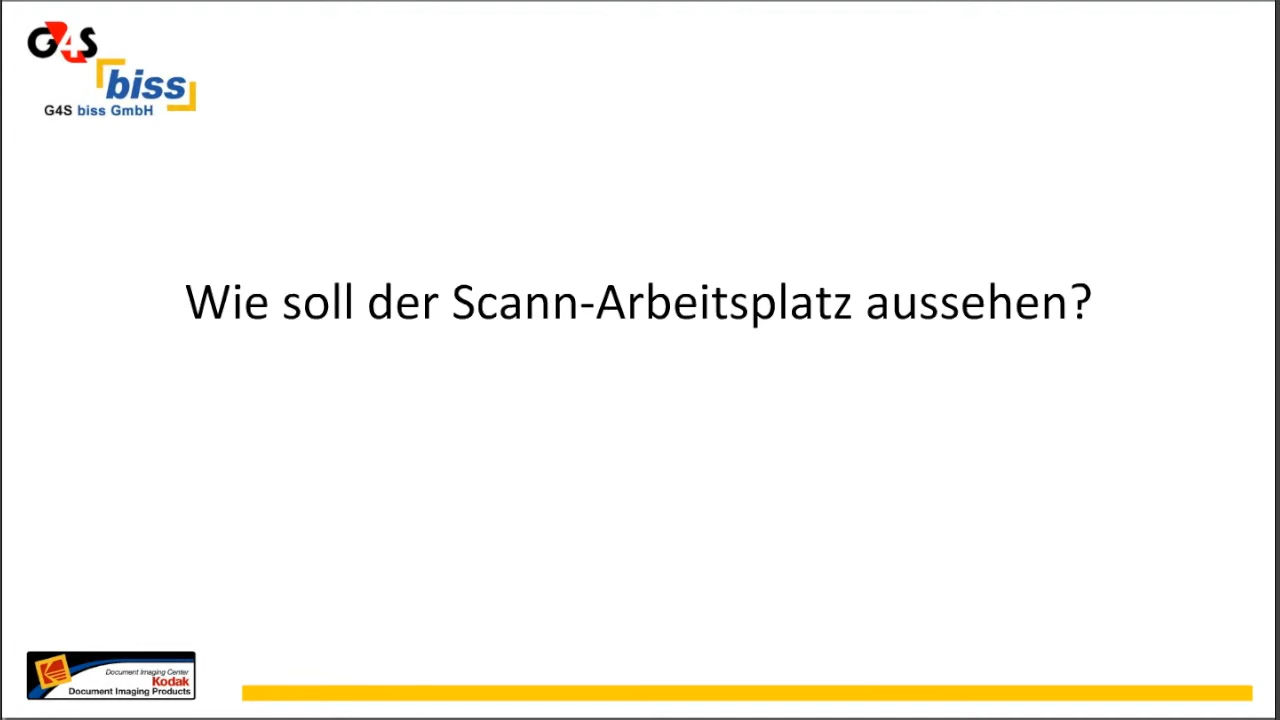 G4S
biss
G4S biss GmbH
Wie soll der Scann-Arbeitsplatz aussehen?
Document Imaging Center
Kodak
Document Imaging Products